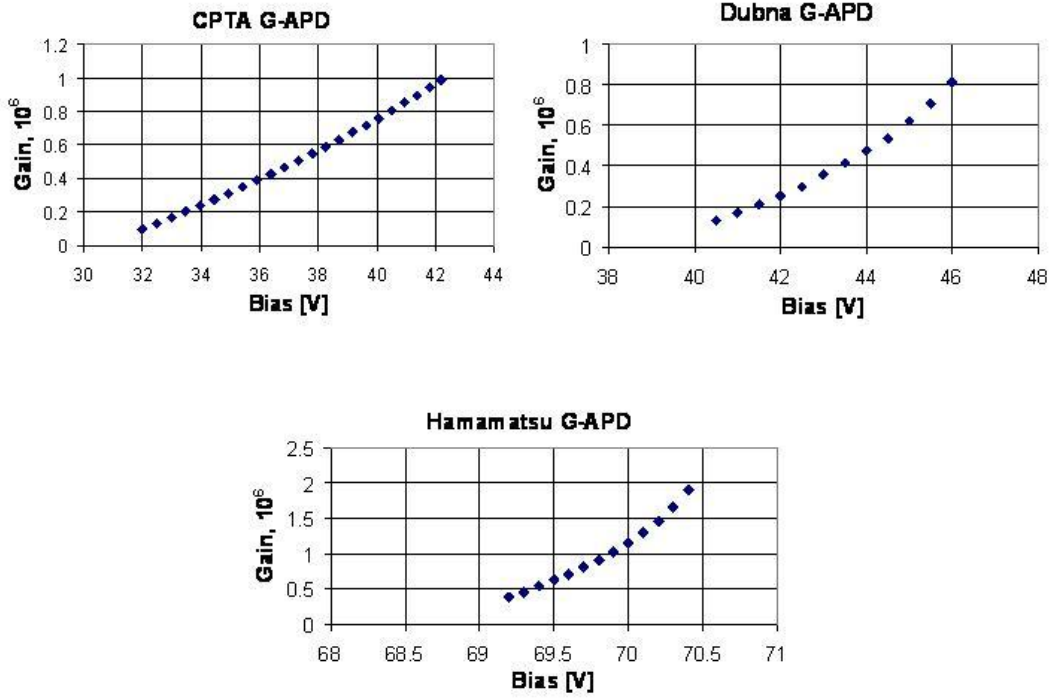 CPTA G-APD
Gain, 10⁶
1.2
1
0.8
0.6
0.4
0.2
0
30 32 34 36 38 40 42 44
Bias [V]
Dubna G-APD
Gain, 10⁶
1
0.8
0.6
0.4
0.2
0
38 40 42 44 46 48
Bias [V]
Hamamatsu G-APD
Gain, 10⁶
2.5
2
1.5
1
0.5
0
68 68.5 69 69.5 70 70.5 71
Bias [V]